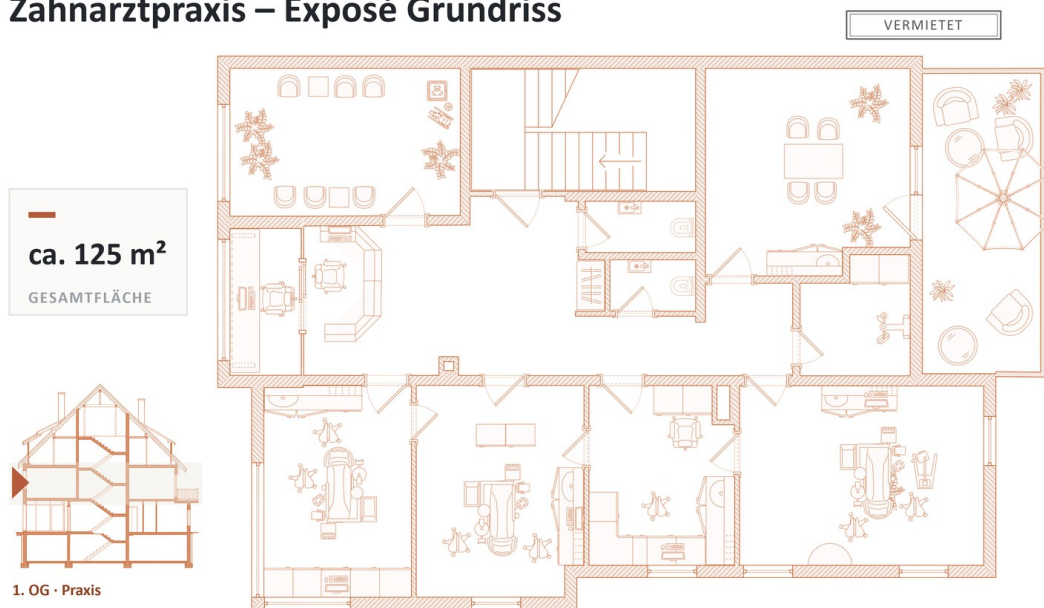 Zahnarztpraxis – Exposé Grundriss
VERMIETET
ca. 125 m²
GESAMTFLÄCHE
1. OG · Praxis